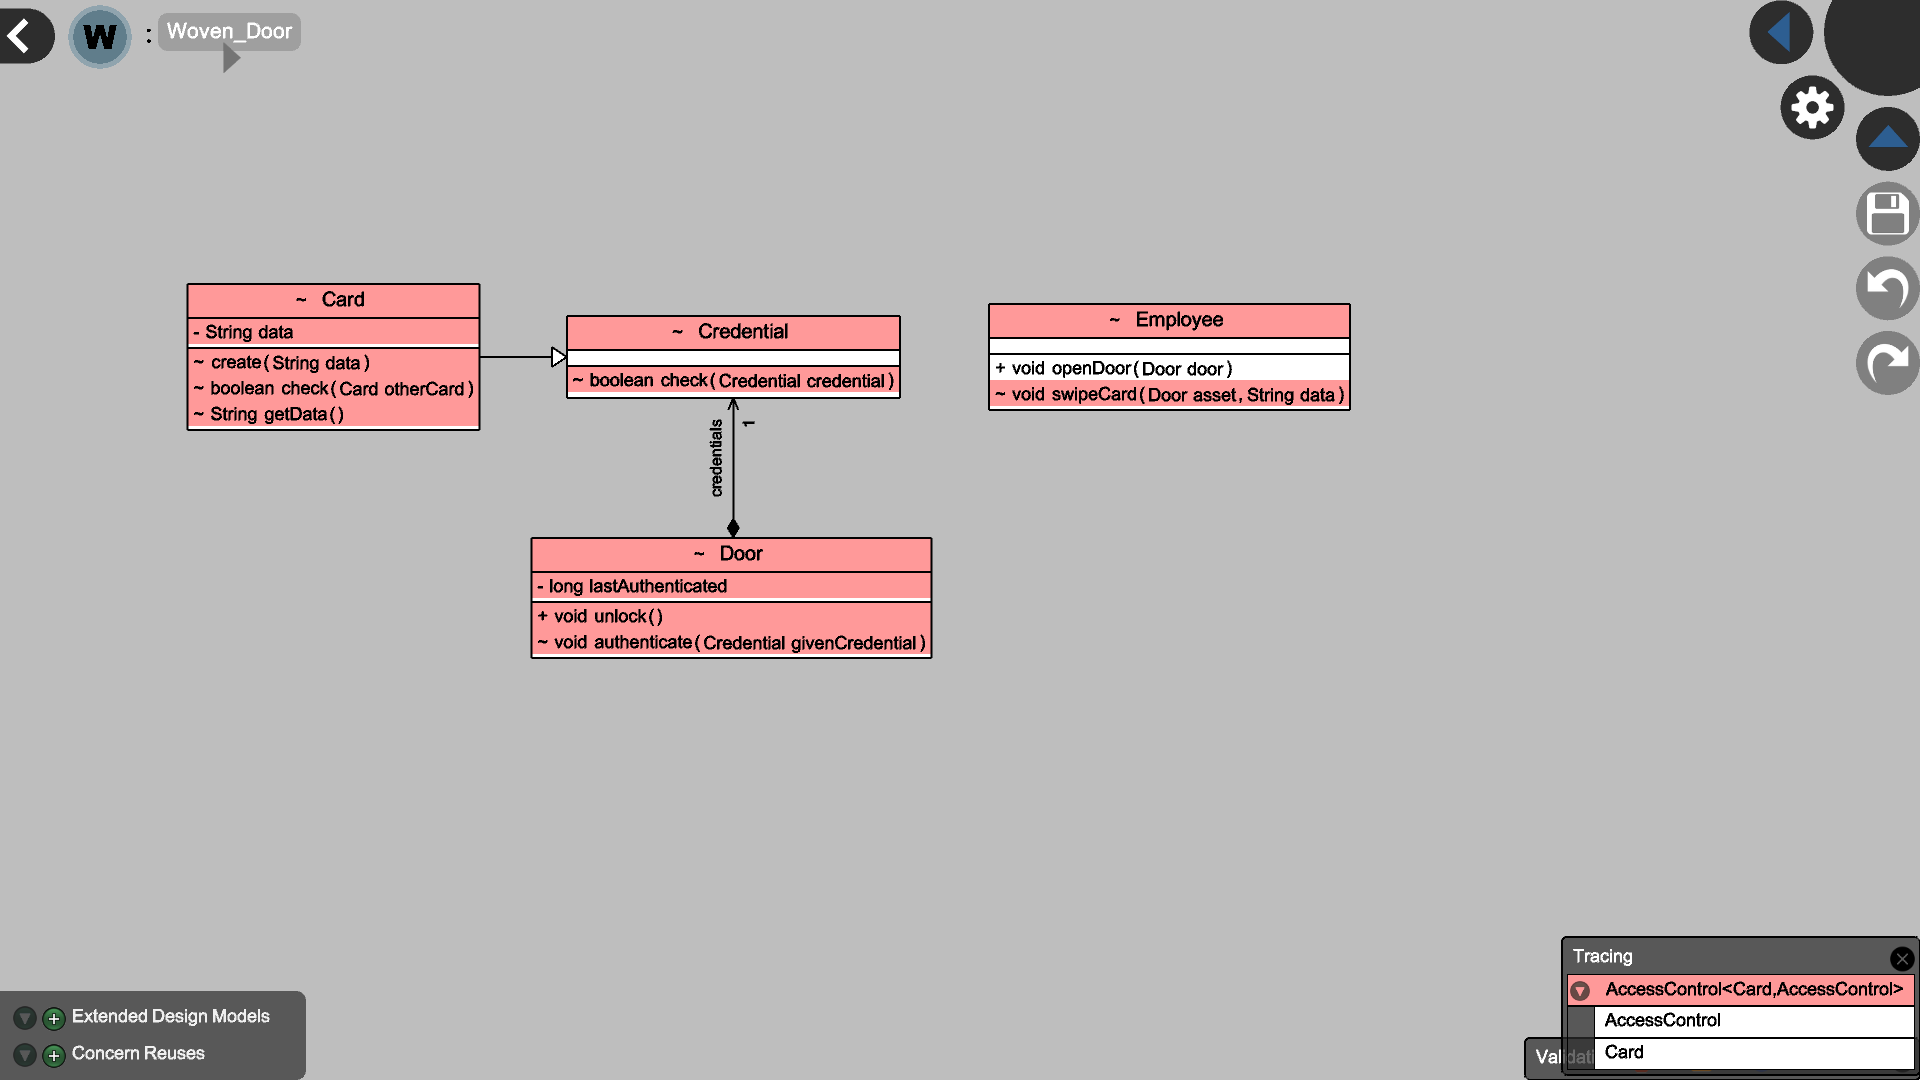 W : Woven_Door
~ Card
- String data
~ create(String data)
~ boolean check(Card otherCard)
~ String getData()
~ Credential
~ boolean check(Credential credential)
~ Employee
+ void openDoor(Door door)
~ void swipeCard(Door asset, String data)
credentials
1
~ Door
- long lastAuthenticated
+ void unlock()
~ void authenticate(Credential givenCredential)
Extended Design Models
Concern Reuses
Tracing
AccessControl<Card,AccessControl>
AccessControl
Card
Validati